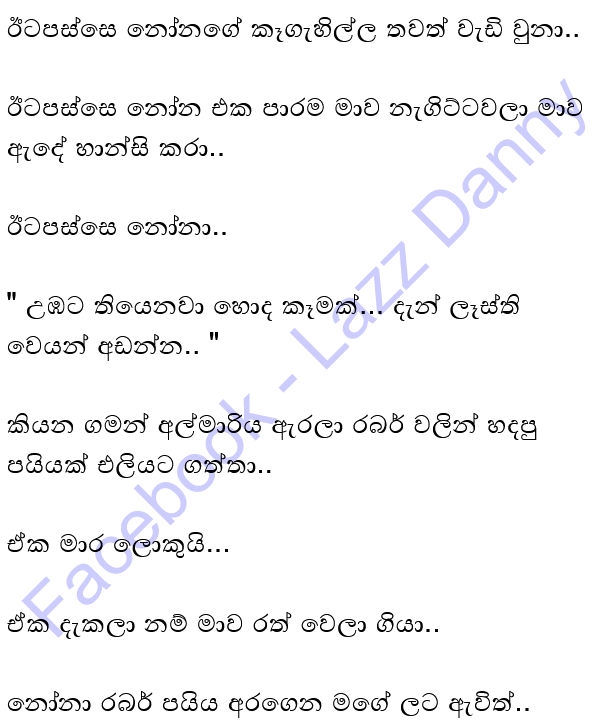 ඊටපස්සෙ නෝනගේ කෑගැහිල්ල තවත් වැඩි වුනා..
ඊටපස්සෙ නෝන එක පාරම මාව නැගිට්ටවලා මාව
ඇඳේ හාන්සි කරා..
ඊටපස්සෙ නෝනා..
" උඹට තියෙනවා හොද කෑමක්... දැන් ලෑස්ති
වෙයන් අඩන්න.. "
කියන ගමන් අල්මාරිය ඇරලා රබර් වලින් හදපු
පයියක් එලියට ගත්තා..
ඒක මාර ලොකුයි...
ඒක දැකලා නම් මාව රත් වෙලා ගියා..
නෝනා රබර් පයිය අරගෙන මගේ ලට ඇවිත්..
Facebook - Lazz Danny